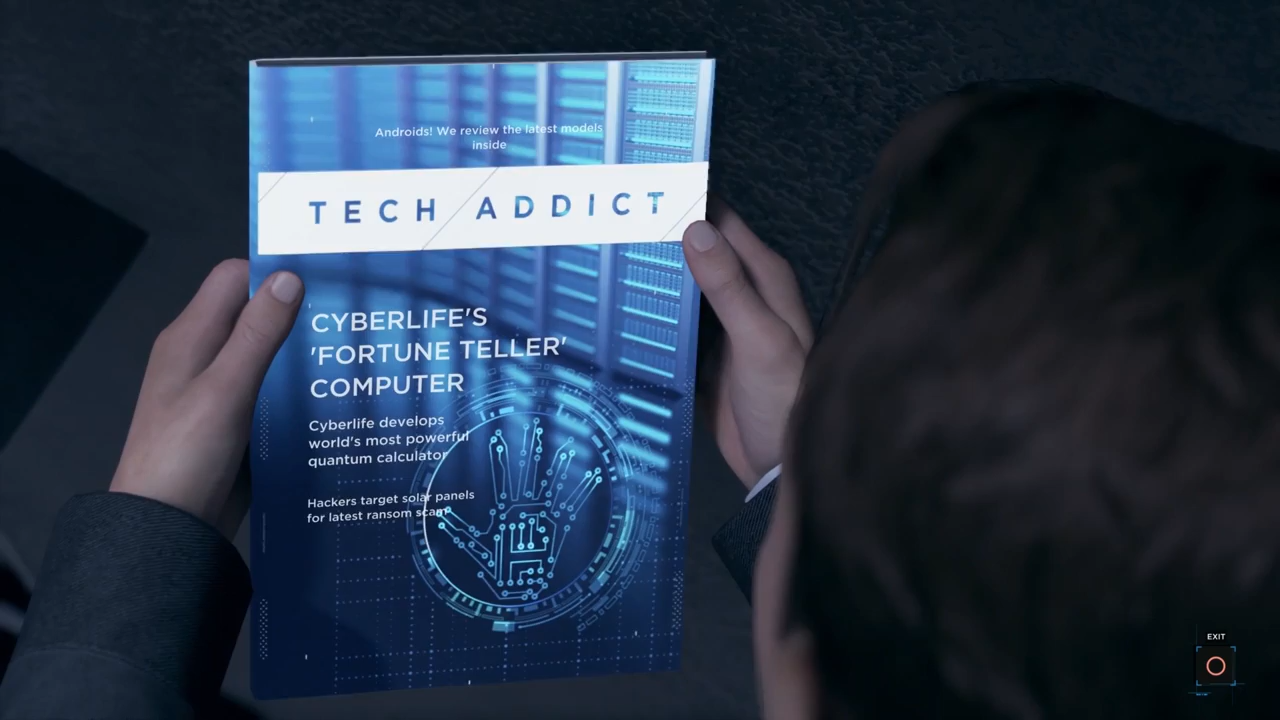 Androids! We review the latest models
inside
TECH ADDICT
CYBERLIFE'S
'FORTUNE TELLER'
COMPUTER
Cyberlife develops
world's most powerful
quantum calculator
Hackers target solar panels
for latest ransom scam
EXIT